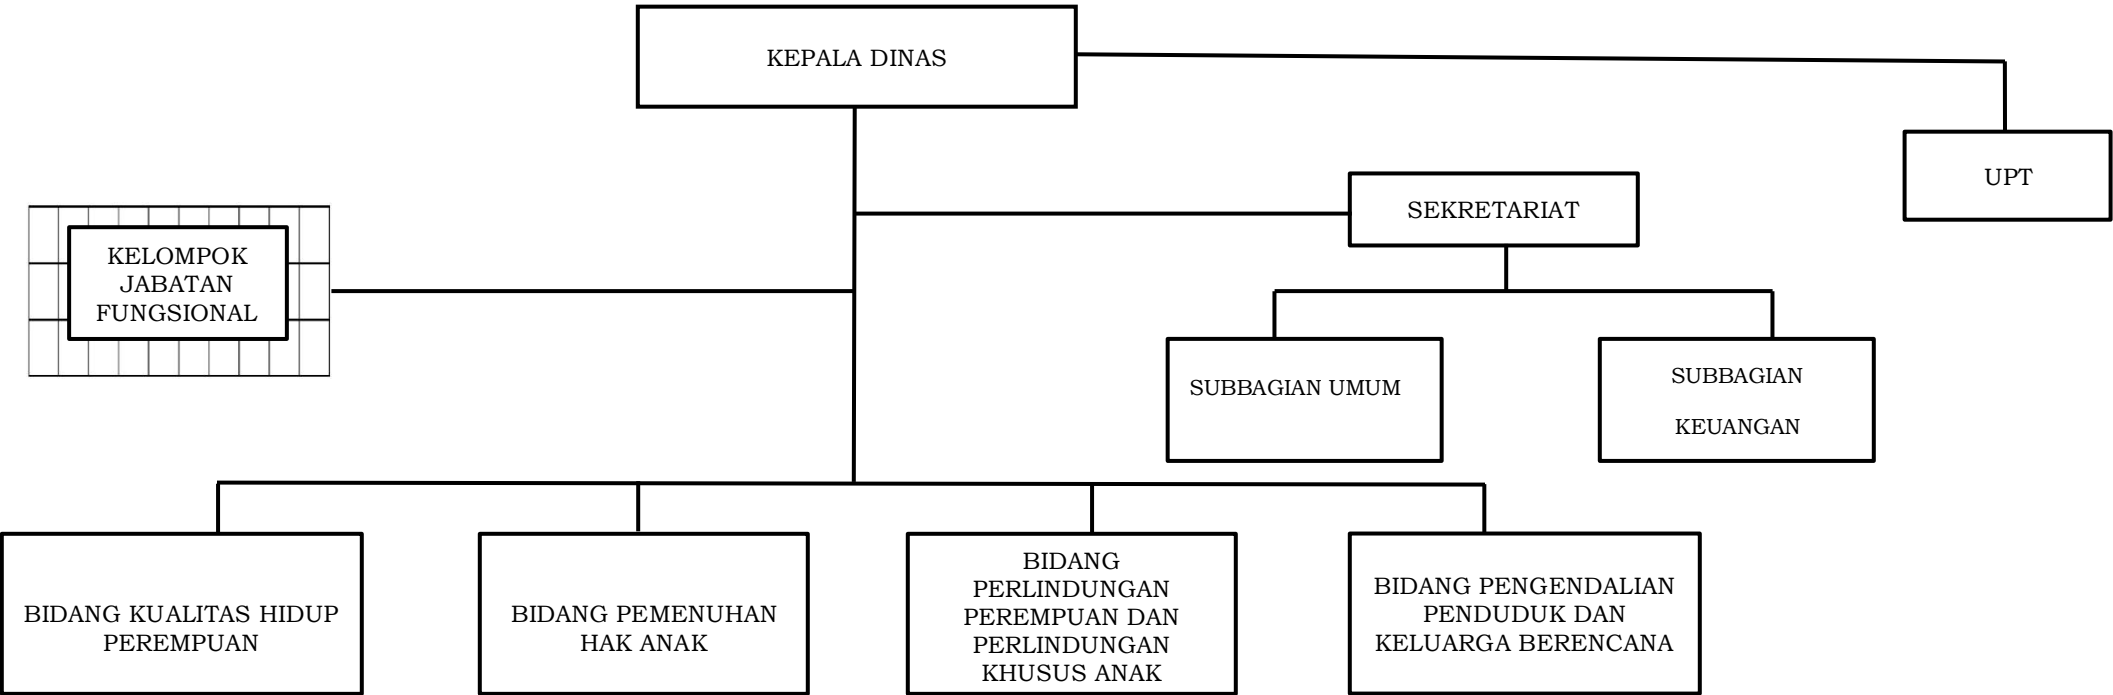 KEPALA DINAS
UPT
SEKRETARIAT
KELOMPOK
JABATAN
FUNGSIONAL
SUBBAGIAN UMUM
SUBBAGIAN
KEUANGAN
BIDANG KUALITAS HIDUP
PEREMPUAN
BIDANG PEMENUHAN
HAK ANAK
BIDANG
PERLINDUNGAN
PEREMPUAN DAN
PERLINDUNGAN
KHUSUS ANAK
BIDANG PENGENDALIAN
PENDUDUK DAN
KELUARGA BERENCANA